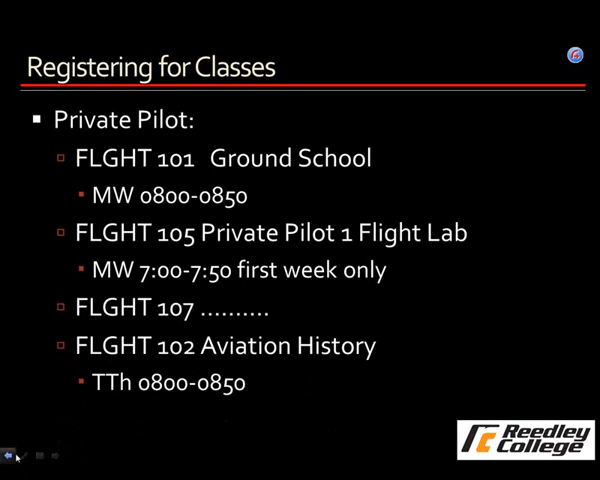 Registering for Classes
Private Pilot:
FLGHT 101 Ground School
MW 0800-0850
FLGHT 105 Private Pilot 1 Flight Lab
MW 7:00-7:50 first week only
FLGHT 107 ..........
FLGHT 102 Aviation History
TTh 0800-0850
Reedley
College